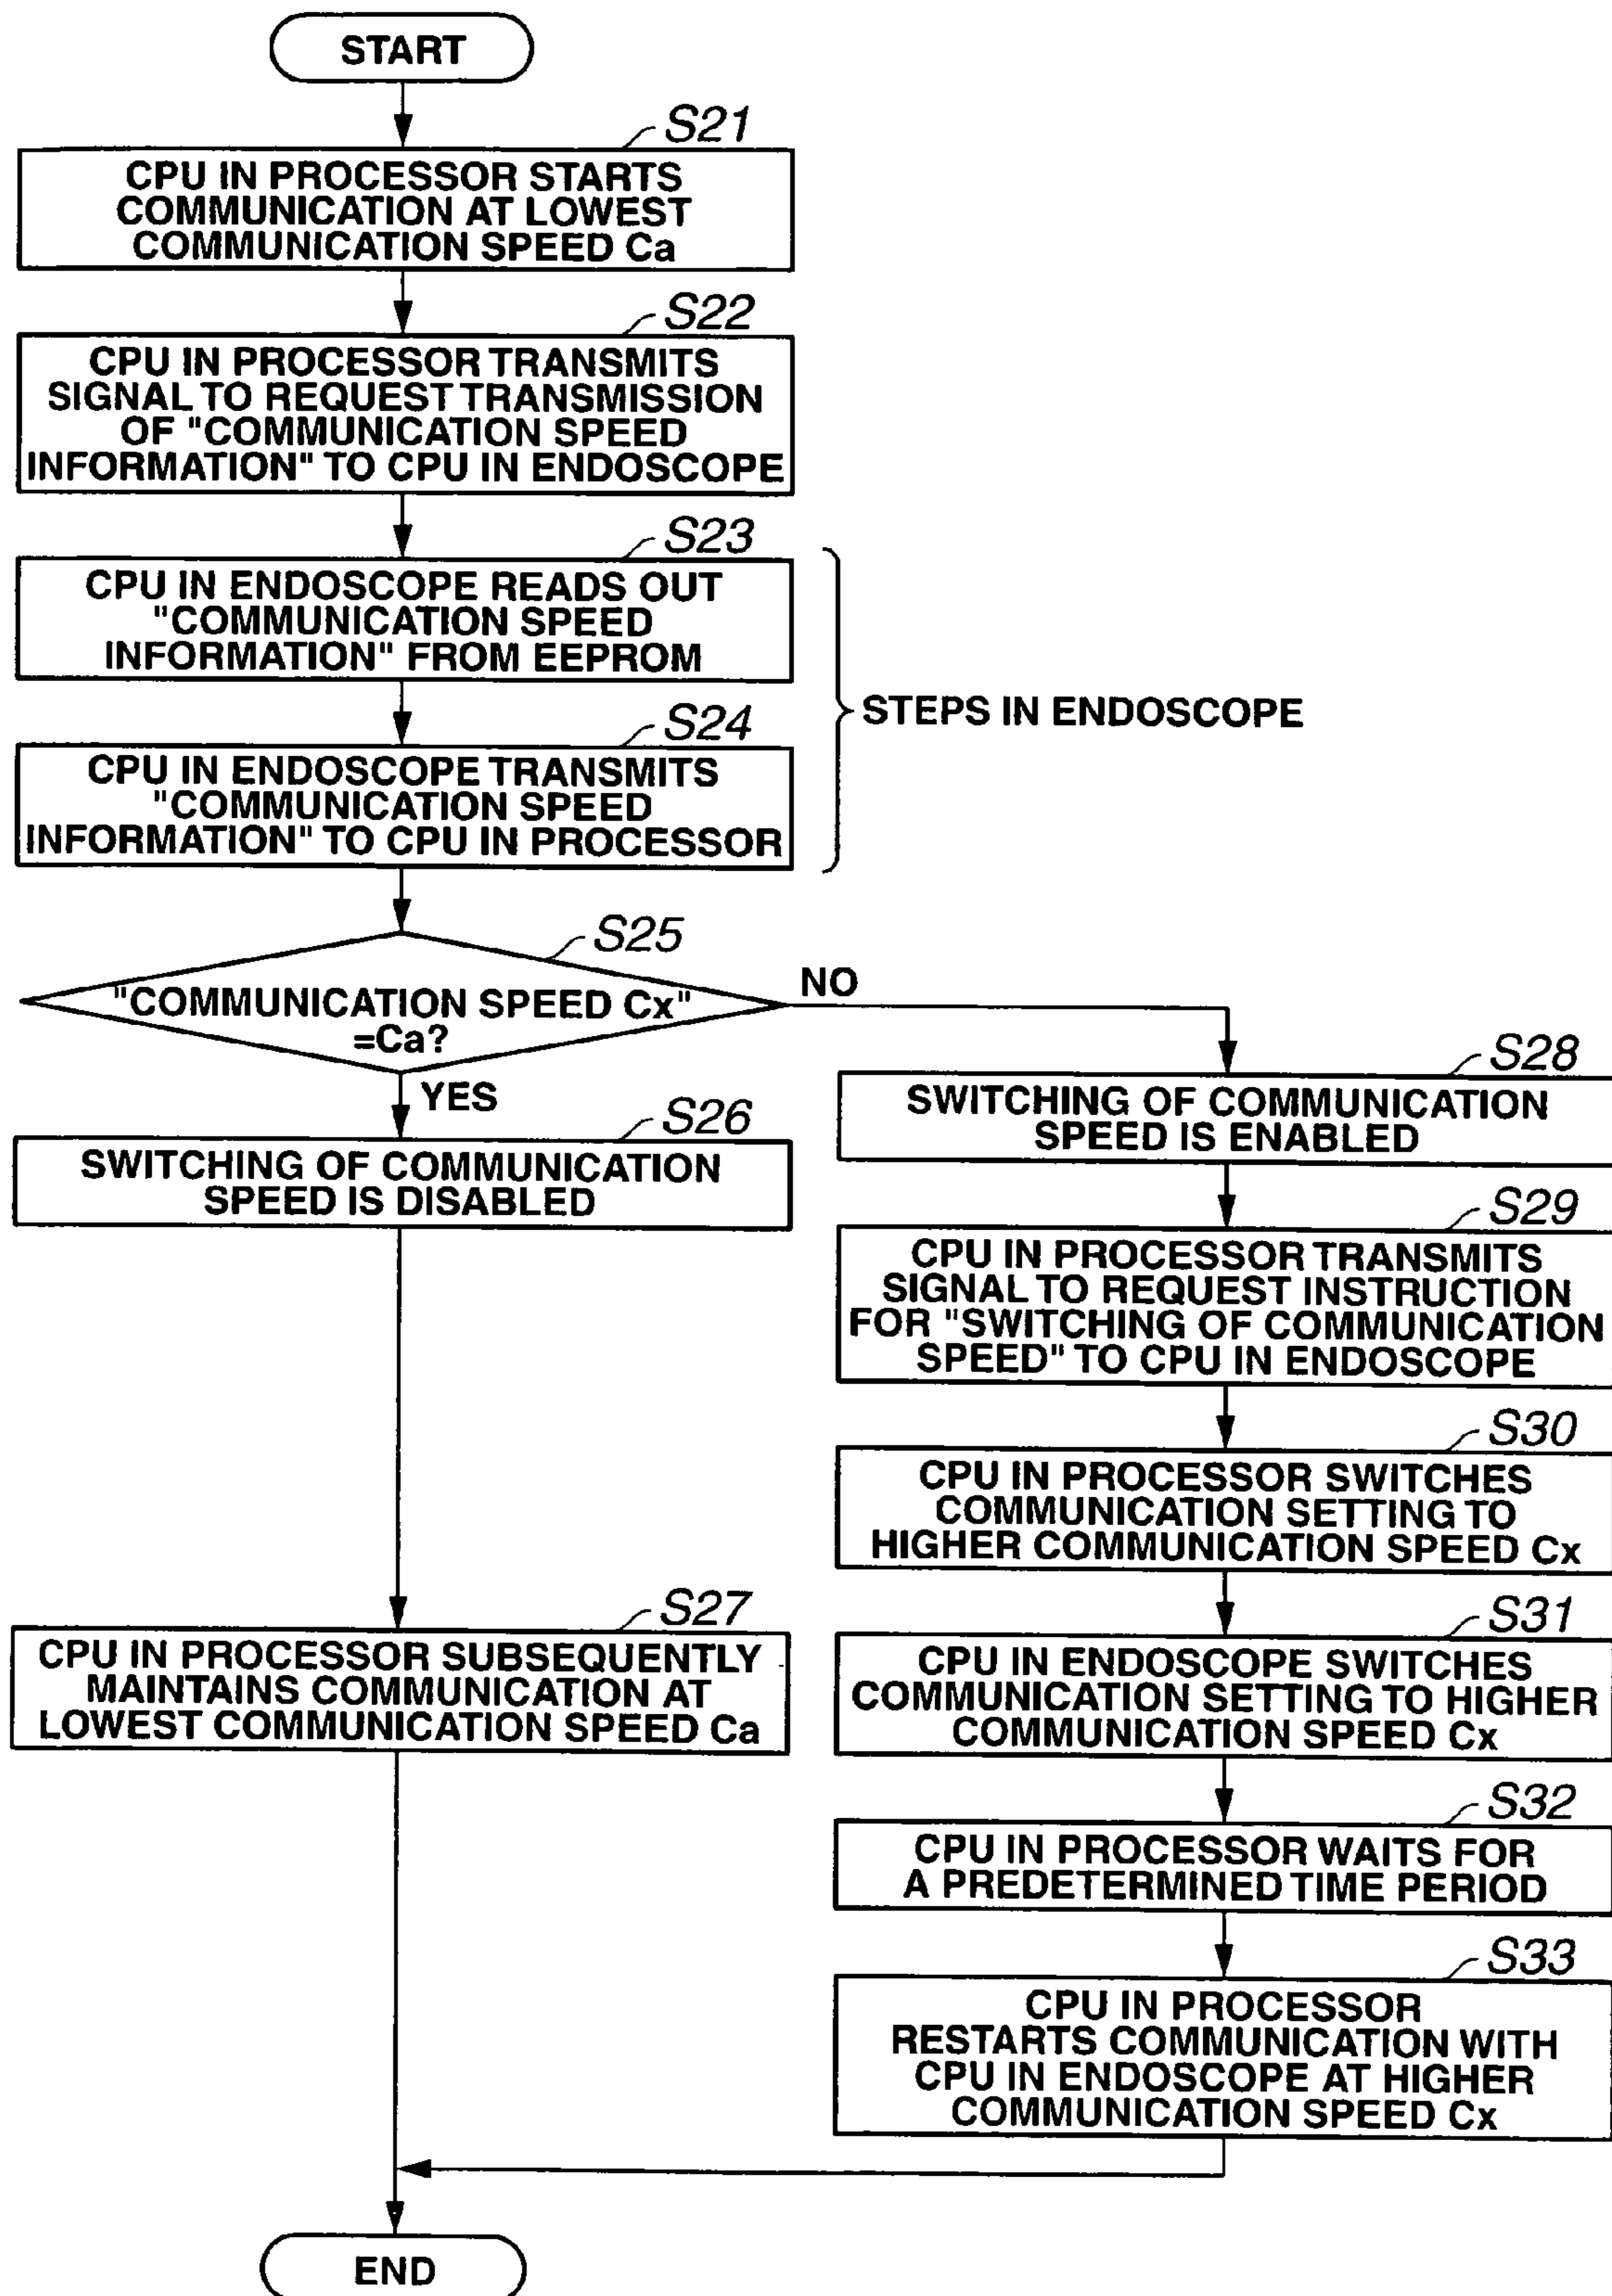 START
S21
CPU IN PROCESSOR STARTS
COMMUNICATION AT LOWEST
COMMUNICATION SPEED Ca
S22
CPU IN PROCESSOR TRANSMITS
SIGNAL TO REQUEST TRANSMISSION
OF "COMMUNICATION SPEED
INFORMATION" TO CPU IN ENDOSCOPE
S23
CPU IN ENDOSCOPE READS OUT
"COMMUNICATION SPEED
INFORMATION" FROM EEPROM
STEPS IN ENDOSCOPE
S24
CPU IN ENDOSCOPE TRANSMITS
"COMMUNICATION SPEED
INFORMATION" TO CPU IN PROCESSOR
S25
"COMMUNICATION SPEED Cx"
=Ca?
NO
YES
S26
SWITCHING OF COMMUNICATION
SPEED IS DISABLED
S27
CPU IN PROCESSOR SUBSEQUENTLY
MAINTAINS COMMUNICATION AT
LOWEST COMMUNICATION SPEED Ca
S28
SWITCHING OF COMMUNICATION
SPEED IS ENABLED
S29
CPU IN PROCESSOR TRANSMITS
SIGNAL TO REQUEST INSTRUCTION
FOR "SWITCHING OF COMMUNICATION
SPEED" TO CPU IN ENDOSCOPE
S30
CPU IN PROCESSOR SWITCHES
COMMUNICATION SETTING TO
HIGHER COMMUNICATION SPEED Cx
S31
CPU IN ENDOSCOPE SWITCHES
COMMUNICATION SETTING TO HIGHER
COMMUNICATION SPEED Cx
S32
CPU IN PROCESSOR WAITS FOR
A PREDETERMINED TIME PERIOD
S33
CPU IN PROCESSOR
RESTARTS COMMUNICATION WITH
CPU IN ENDOSCOPE AT HIGHER
COMMUNICATION SPEED Cx
END